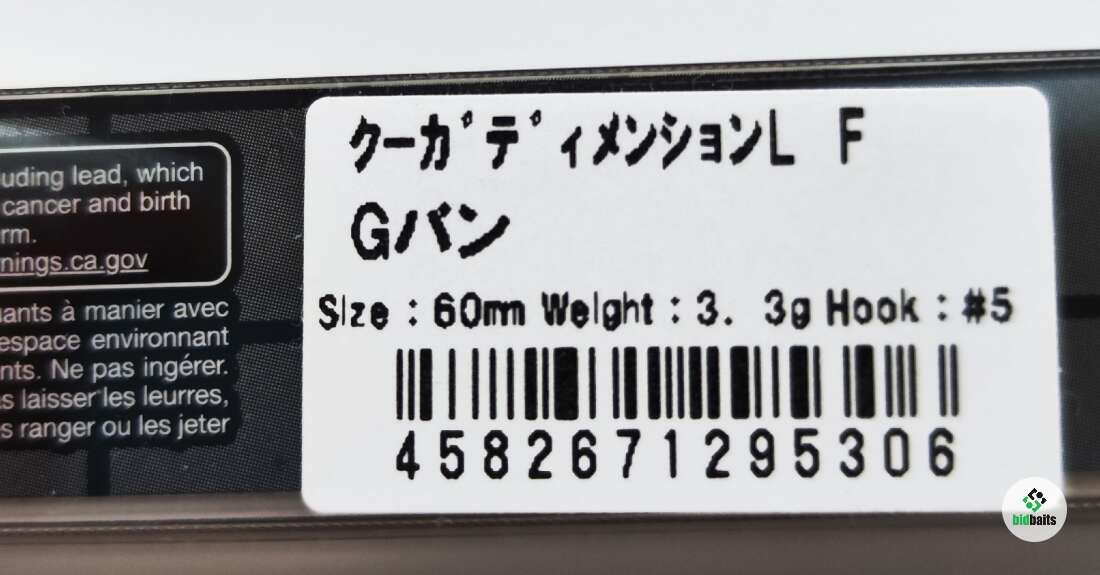 uding lead, which
cancer and birth
rm.
nings.ca.gov
ants à manier avec
espace environnant
nts. Ne pas ingérer.
s laisser les leurres,
s ranger ou les jeter
クーガﾞデﾞィメンションL F
Gバン
Size : 60mm Weight : 3. 3g Hook : #5
4582671295306
bidbaits